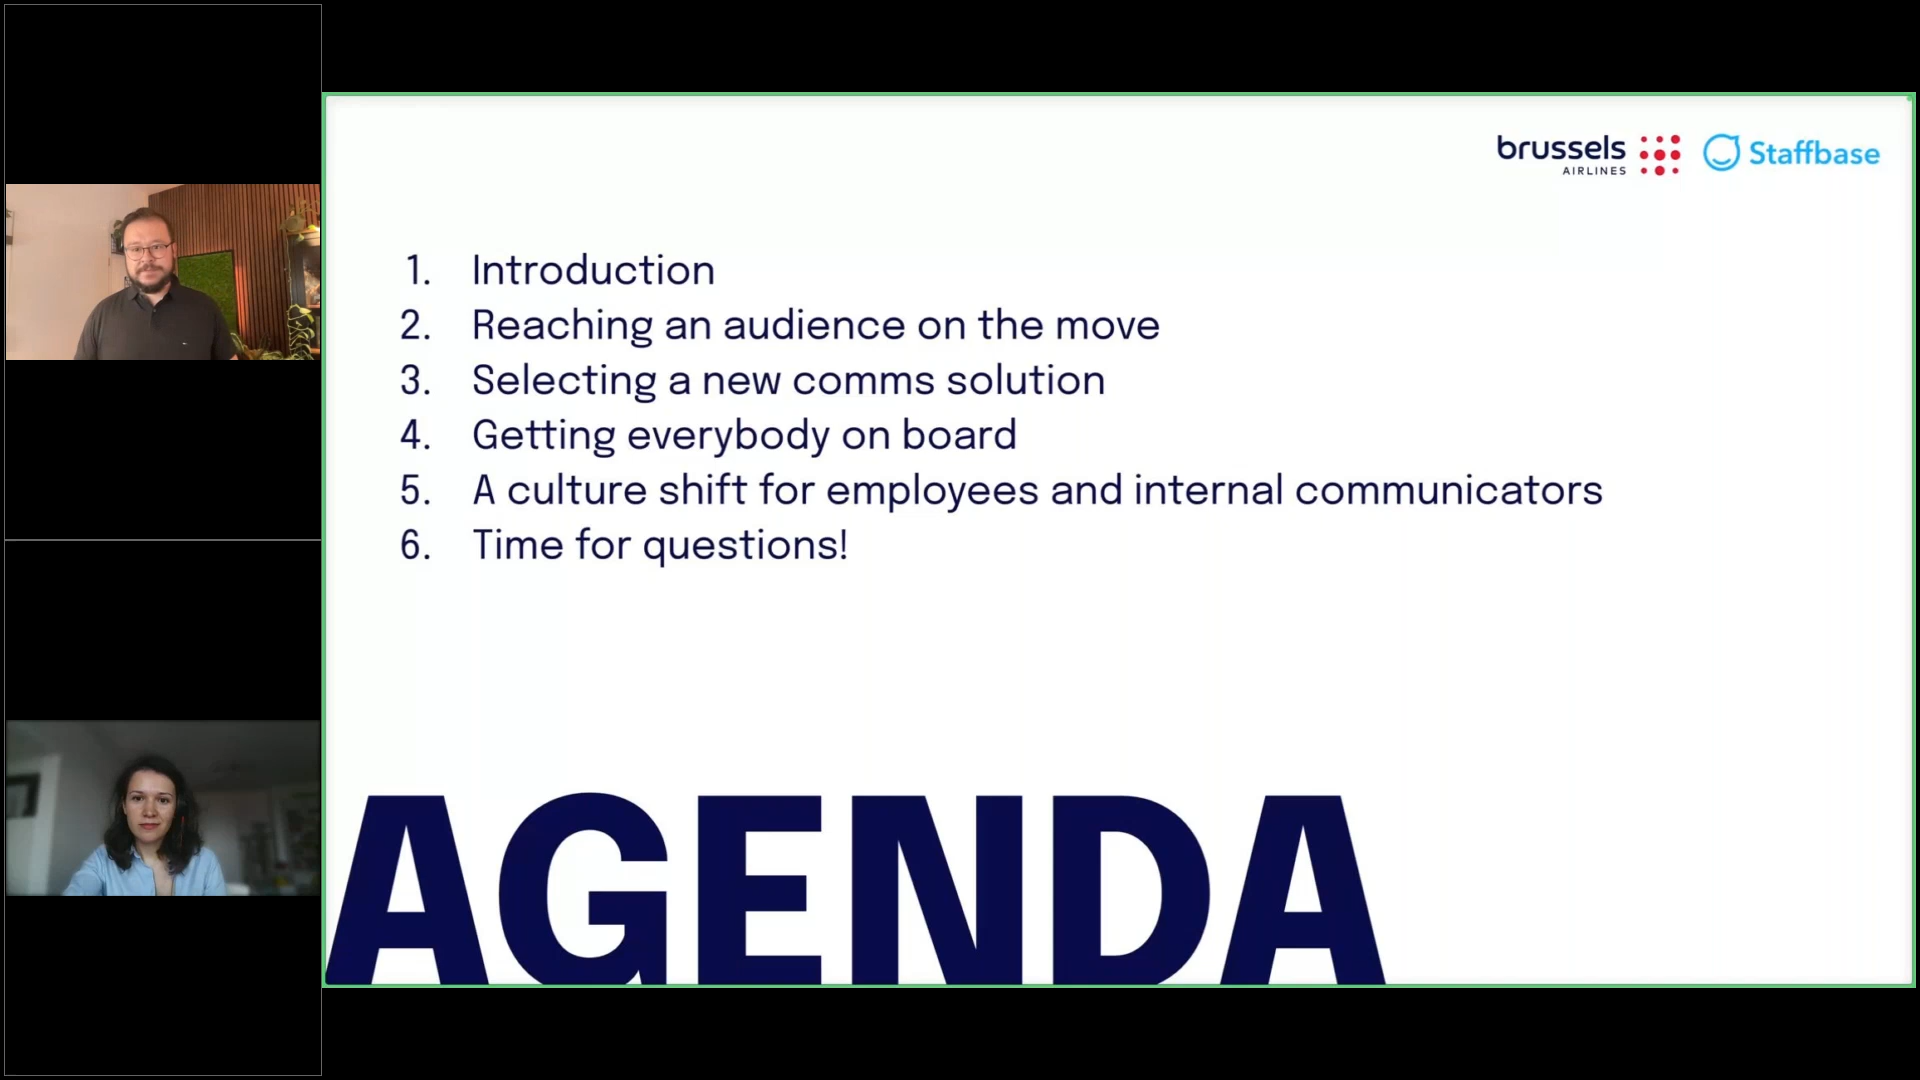 brussels
AIRLINES
Staffbase
1. Introduction
2. Reaching an audience on the move
3. Selecting a new comms solution
4. Getting everybody on board
5. A culture shift for employees and internal communicators
6. Time for questions!
AGENDA